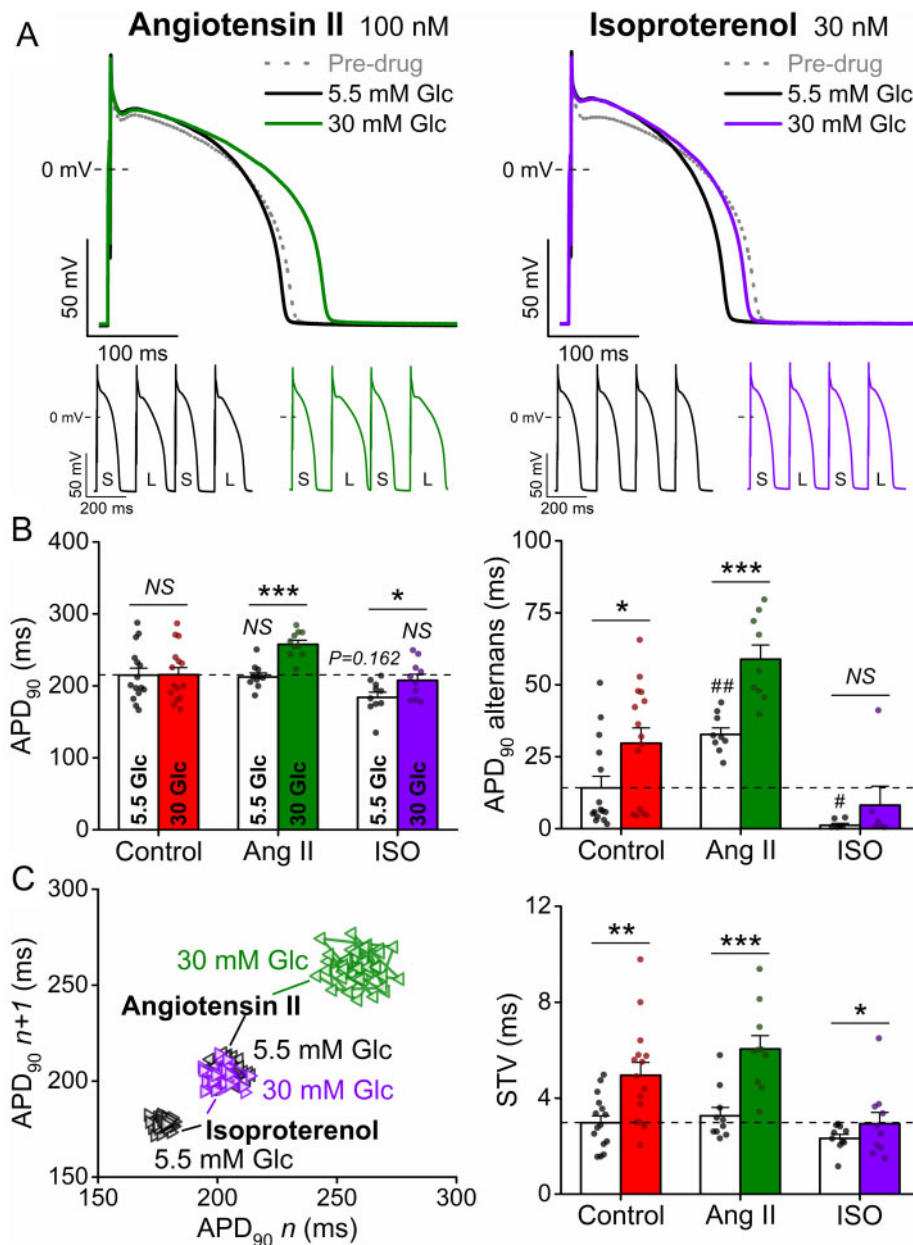 A
Angiotensin II 100 nM
Pre-drug
5.5 mM Glc
30 mM Glc
0 mV
50 mV
100 ms
0 mV
50 mV
S L S L
200 ms
S L S L
Isoproterenol 30 nM
Pre-drug
5.5 mM Glc
30 mM Glc
0 mV
50 mV
100 ms
0 mV
50 mV
200 ms
S L S L
B
APD90 (ms)
400
300
200
100
0
NS
***
*
NS
P=0.162
NS
5.5 Glc
30 Glc
5.5 Glc
30 Glc
5.5 Glc
30 Glc
Control
Ang II
ISO
APD90 alternans (ms)
100
75
50
25
0
*
***
NS
##
#
Control
Ang II
ISO
C
APD90 n+1 (ms)
300
250
200
150
30 mM Glc
Angiotensin II
5.5 mM Glc
30 mM Glc
Isoproterenol
5.5 mM Glc
150
200
250
300
APD90 n (ms)
STV (ms)
12
9
6
3
0
**
***
*
Control
Ang II
ISO